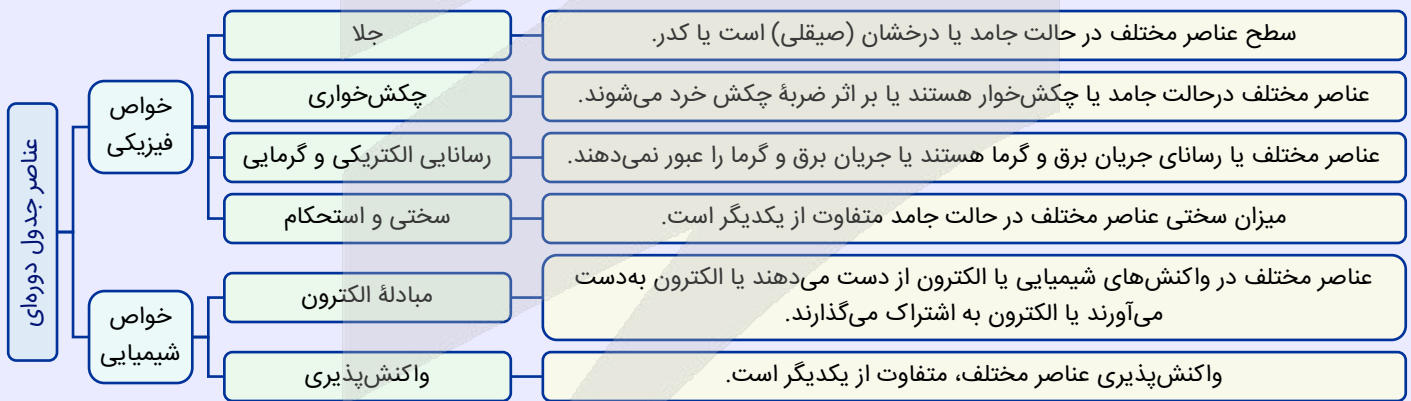 عناصر جدول دوره‌ای
خواص
فیزیکی
جلا
سطح عناصر مختلف در حالت جامد یا درخشان (صیقلی) است یا کدر.
چکش‌خواری
عناصر مختلف درحالت جامد یا چکش‌خوار هستند یا بر اثر ضربهٔ چکش خرد می‌شوند.
رسانایی الکتریکی و گرمایی
عناصر مختلف یا رسانای جریان برق و گرما هستند یا جریان برق و گرما را عبور نمی‌دهند.
سختی و استحکام
میزان سختی عناصر مختلف در حالت جامد متفاوت از یکدیگر است.
خواص
شیمیایی
مبادلهٔ الکترون
عناصر مختلف در واکنش‌های شیمیایی یا الکترون از دست می‌دهند یا الکترون به‌دست
می‌آورند یا الکترون به اشتراک می‌گذارند.
واکنش‌پذیری
واکنش‌پذیری عناصر مختلف، متفاوت از یکدیگر است.